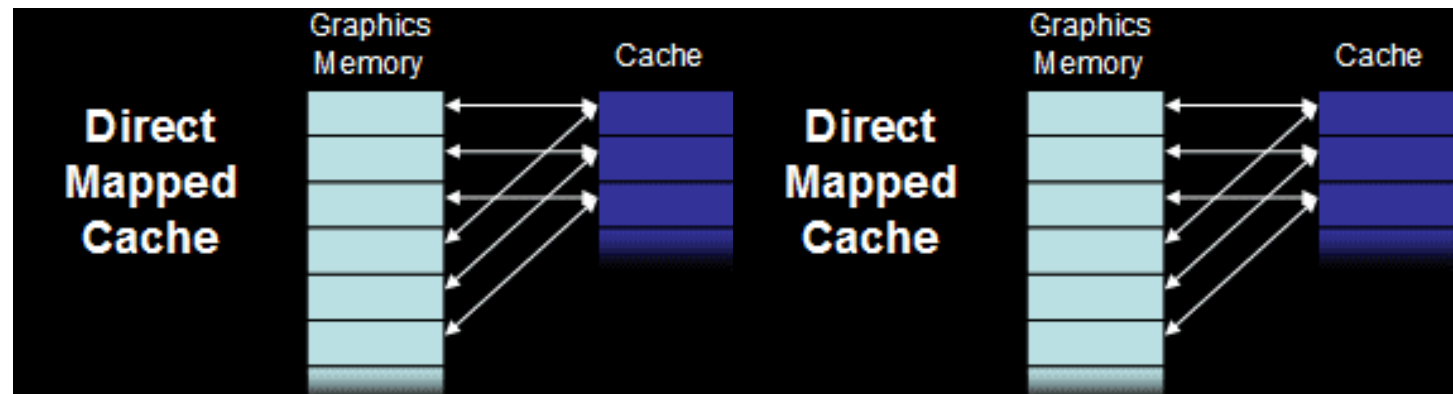 Graphics
Memory
Cache
Direct
Mapped
Cache
Graphics
Memory
Cache
Direct
Mapped
Cache